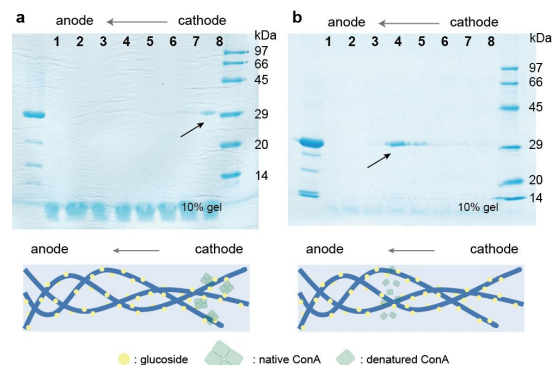 a
anode
cathode
1 2 3 4 5 6 7 8
kDa
97
66
45
29
20
14
10% gel
anode
cathode
b
anode
cathode
1 2 3 4 5 6 7 8
kDa
97
66
45
29
20
14
10% gel
anode
cathode
: glucoside : native ConA : denatured ConA